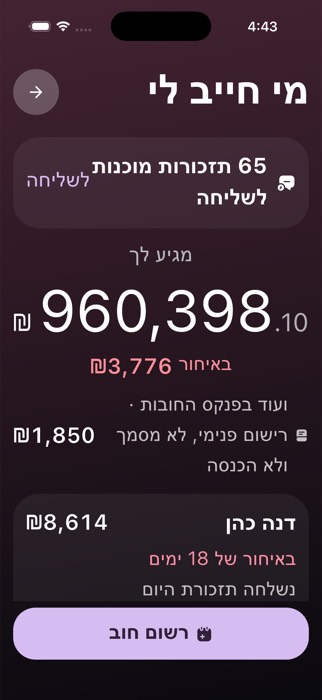 4:43
מי חייב לי
65 תזכורות מוכנות לשליחה
לשליחה
מגיע לך
960,398.10 ₪
באיחור ₪3,776
ועוד בפנקס החובות ·
רישום פנימי, לא מסמך
ולא הכנסה
₪1,850
דנה כהן
₪8,614
באיחור של 18 ימים
נשלחה תזכורת היום
רשום חוב